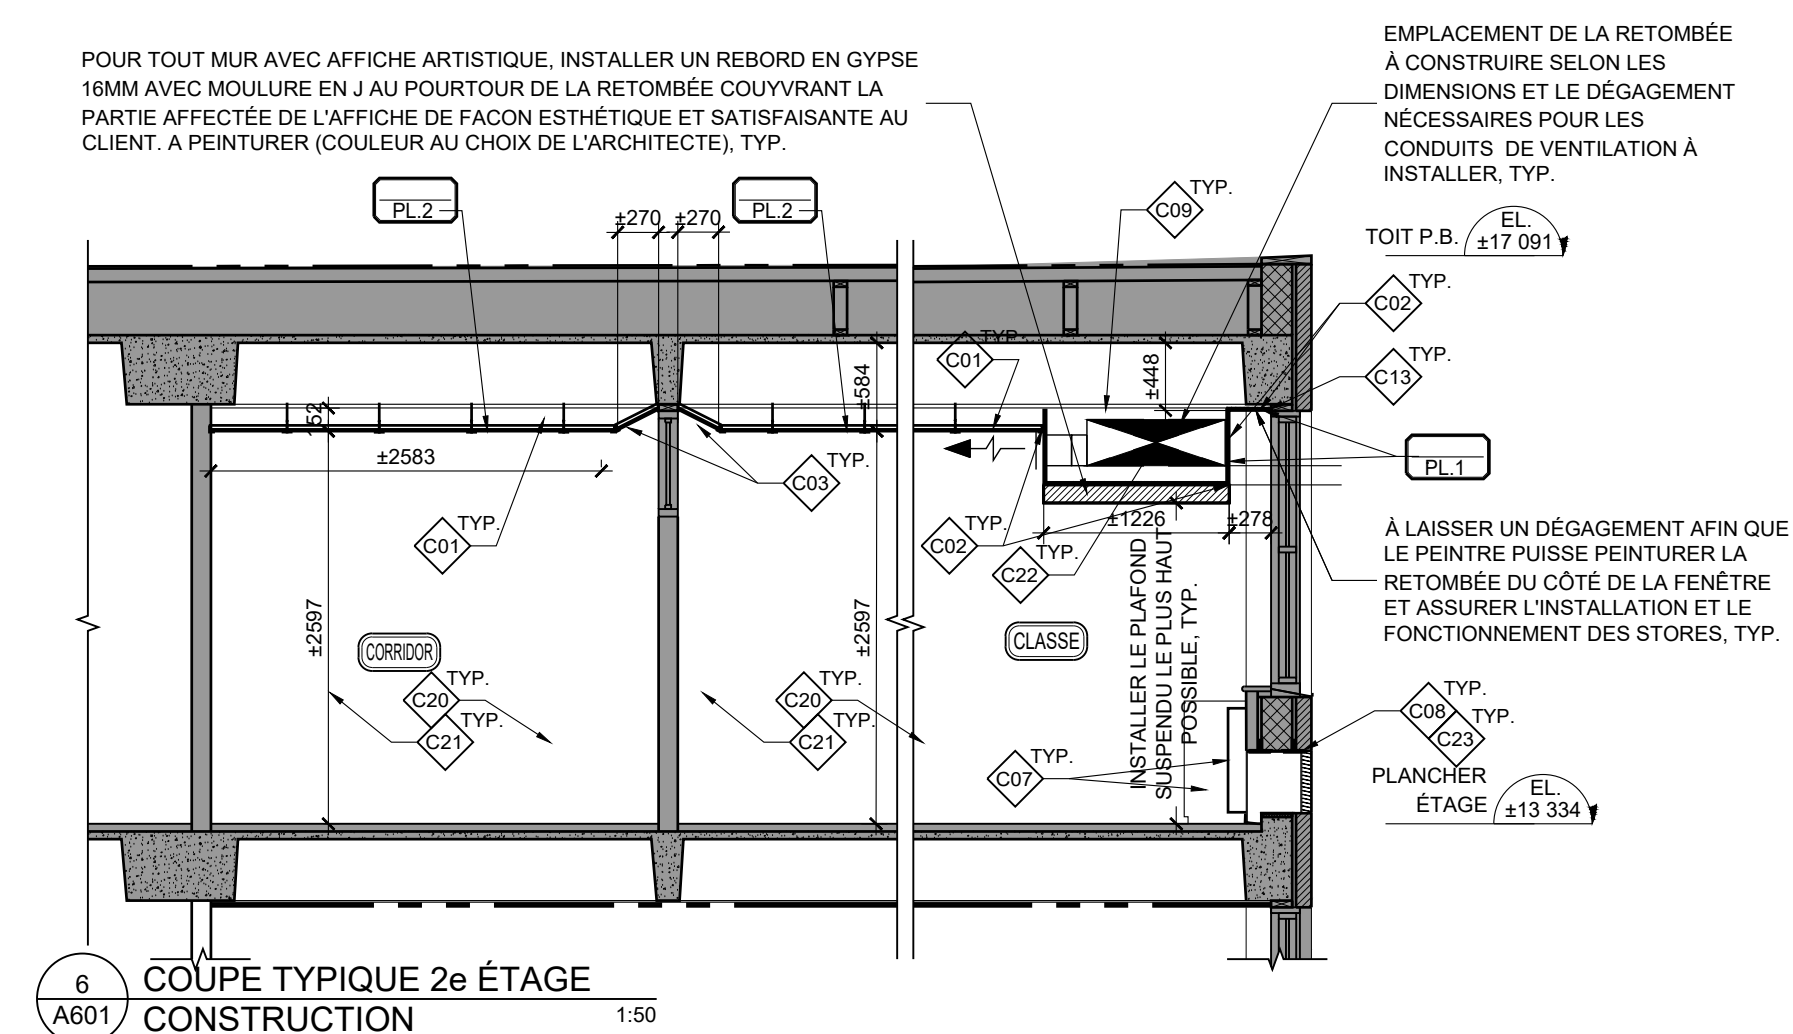 POUR TOUT MUR AVEC AFFICHE ARTISTIQUE, INSTALLER UN REBORD EN GYPSE
16MM AVEC MOULURE EN J AU POURTOUR DE LA RETOMBÉE COUYVRANT LA
PARTIE AFFECTÉE DE L'AFFICHE DE FACON ESTHÉTIQUE ET SATISFAISANTE AU
CLIENT. A PEINTURER (COULEUR AU CHOIX DE L'ARCHITECTE), TYP.
EMPLACEMENT DE LA RETOMBÉE
À CONSTRUIRE SELON LES
DIMENSIONS ET LE DÉGAGEMENT
NÉCESSAIRES POUR LES
CONDUITS DE VENTILATION À
INSTALLER, TYP.
PL.2
±270
±270
PL.2
TYP.
C09
TOIT P.B.
EL.
±17 091
TYP.
C02
TYP.
C13
TYP.
C01
±584
±448
±2583
TYP.
C03
PL.1
TYP.
C01
TYP.
C02
TYP.
C22
±1226
±278
À LAISSER UN DÉGAGEMENT AFIN QUE
LE PEINTRE PUISSE PEINTURER LA
RETOMBÉE DU CÔTÉ DE LA FENÊTRE
ET ASSURER L'INSTALLATION ET LE
FONCTIONNEMENT DES STORES, TYP.
±2597
CORRIDOR
±2597
CLASSE
INSTALLER LE PLAFOND
SUSPENDU LE PLUS HAUT
POSSIBLE, TYP.
TYP.
C20
TYP.
C21
TYP.
C20
TYP.
C21
TYP.
C07
TYP.
C08
TYP.
C23
PLANCHER
ÉTAGE
EL.
±13 334
6
A601
COUPE TYPIQUE 2e ÉTAGE
CONSTRUCTION
1:50